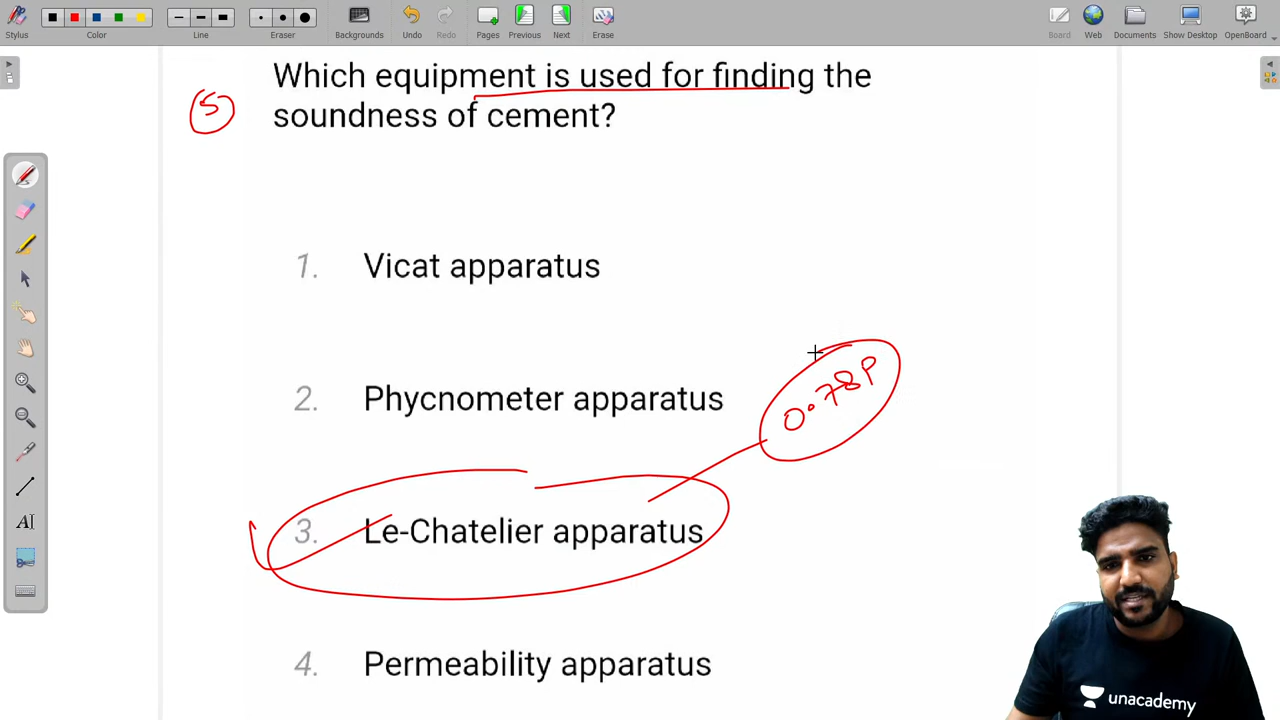 Stylus
Color
Line
Eraser
Backgrounds
Undo
Redo
Pages
Previous
Next
Erase
Board
Web
Documents
Show Desktop
OpenBoard
5
Which equipment is used for finding the
soundness of cement?
1. Vicat apparatus
2. Phycnometer apparatus
0.78P
3. Le-Chatelier apparatus
4. Permeability apparatus
AI
unacademy